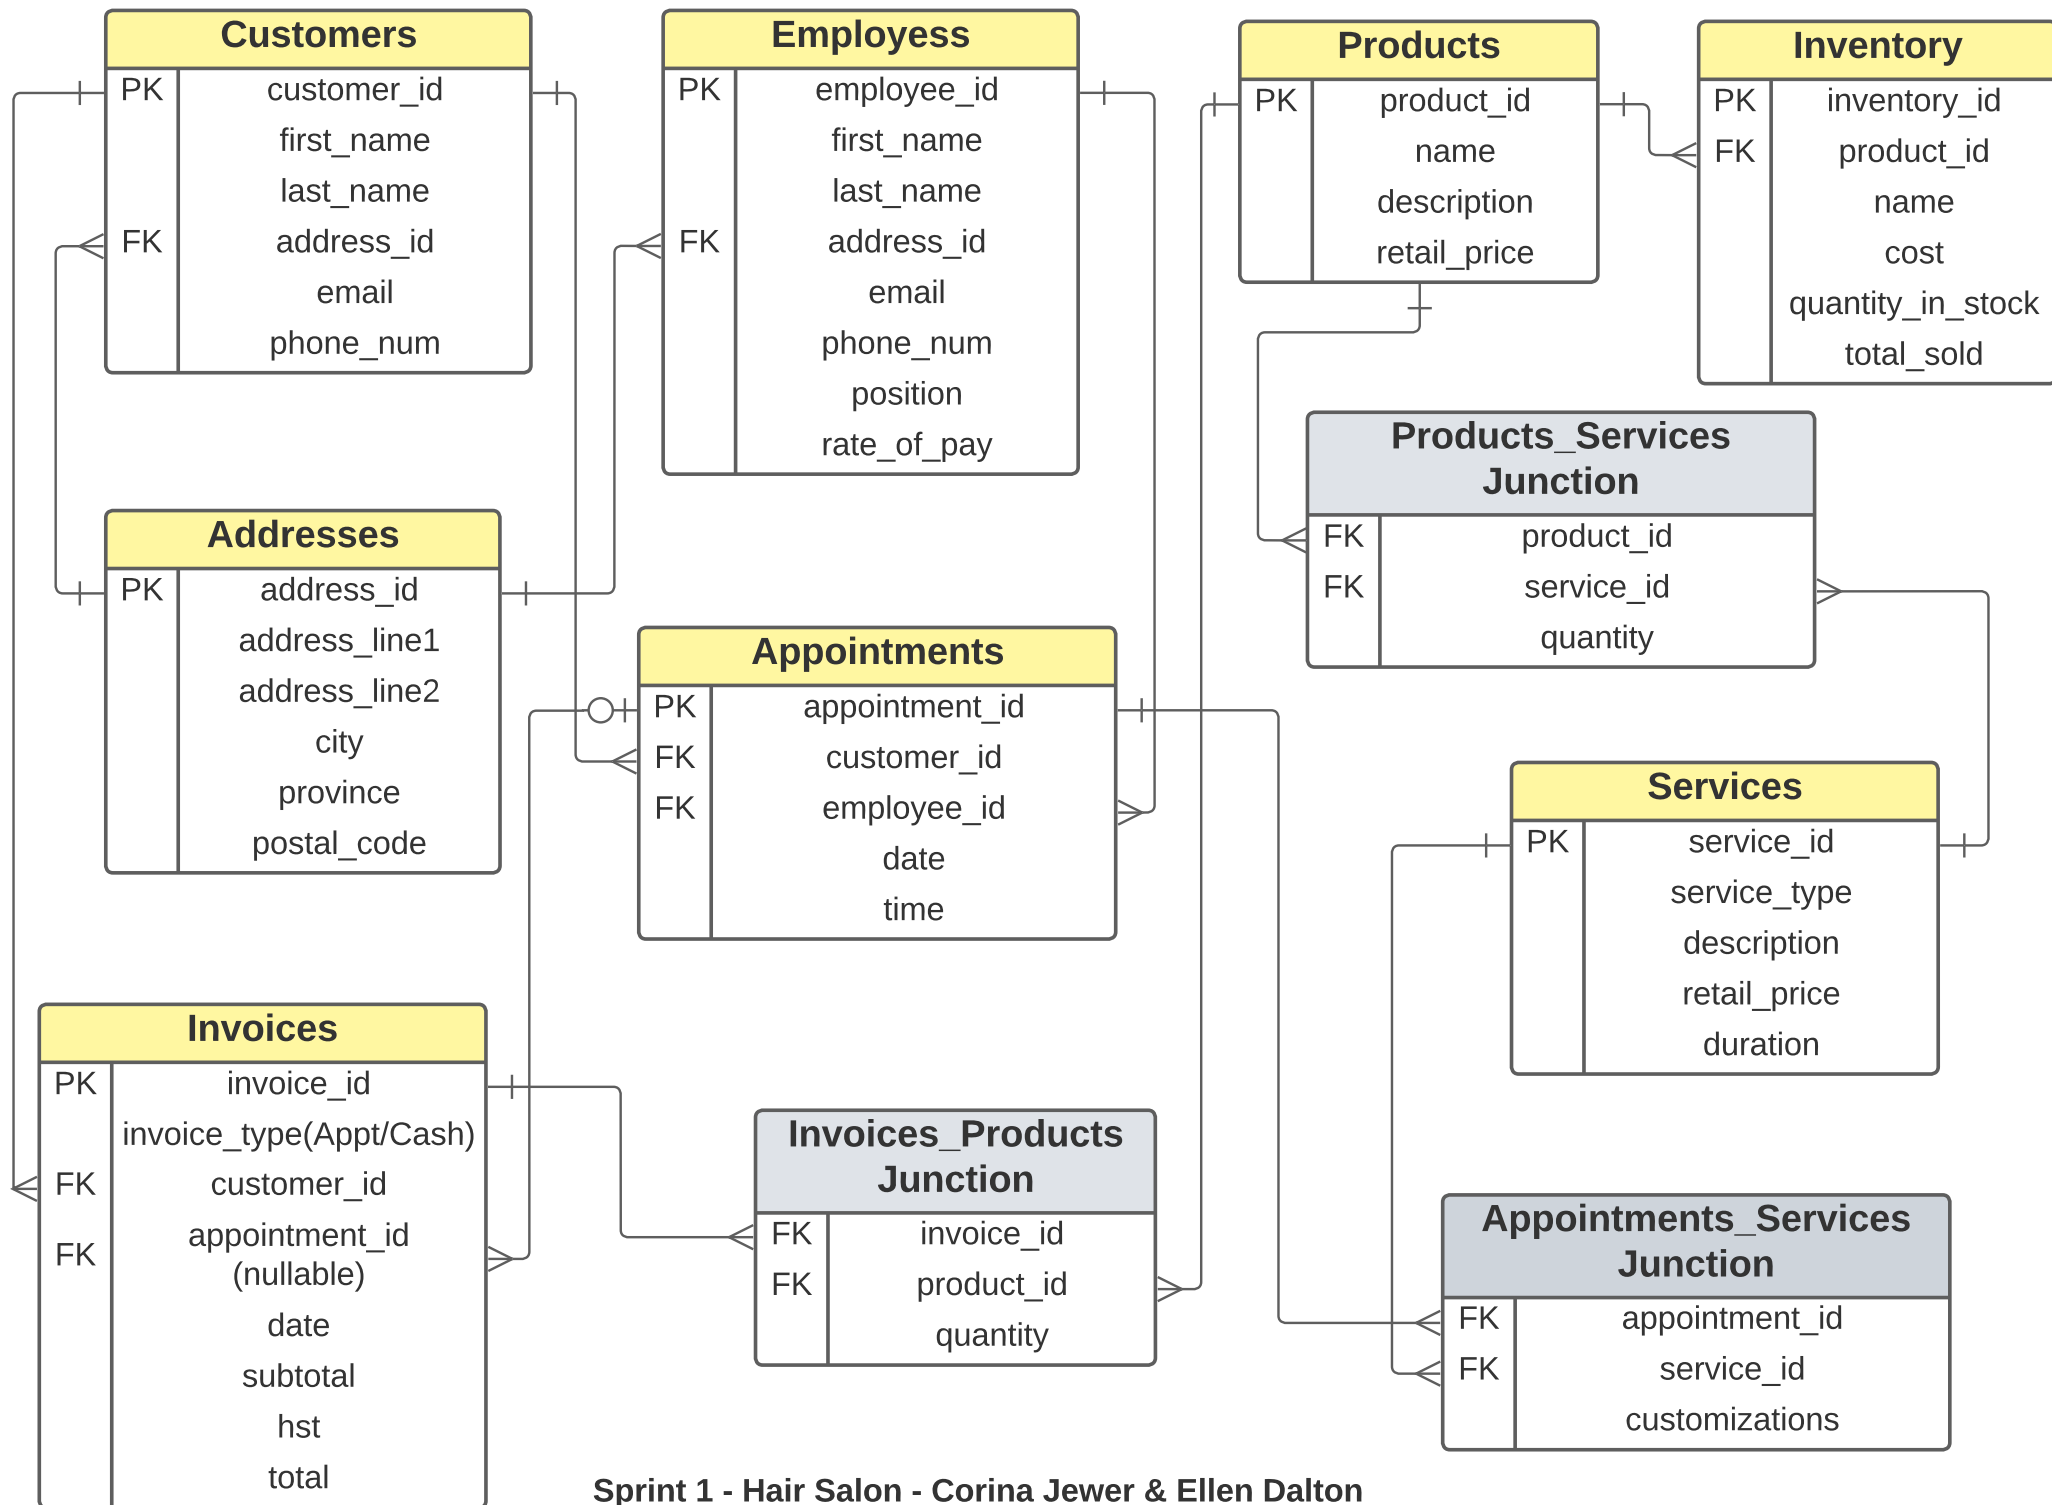 Customers
PK customer_id
first_name
last_name
FK address_id
email
phone_num
Employess
PK employee_id
first_name
last_name
FK address_id
email
phone_num
position
rate_of_pay
Products
PK product_id
name
description
retail_price
Inventory
PK inventory_id
FK product_id
name
cost
quantity_in_stock
total_sold
Products_Services
Junction
FK product_id
FK service_id
quantity
Addresses
PK address_id
address_line1
address_line2
city
province
postal_code
Appointments
PK appointment_id
FK customer_id
FK employee_id
date
time
Services
PK service_id
service_type
description
retail_price
duration
Invoices
PK invoice_id
invoice_type(Appt/Cash)
FK customer_id
FK appointment_id
(nullable)
date
subtotal
hst
total
Invoices_Products
Junction
FK invoice_id
FK product_id
quantity
Appointments_Services
Junction
FK appointment_id
FK service_id
customizations
Sprint 1 - Hair Salon - Corina Jewer & Ellen Dalton